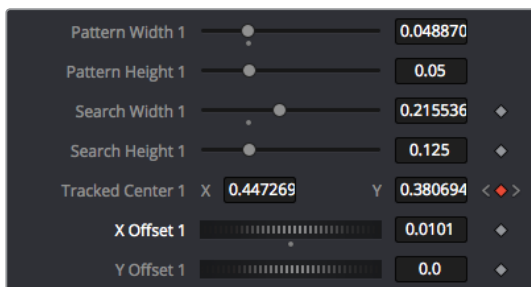 Pattern Width 1 0.048870
Pattern Height 1 0.05
Search Width 1 0.215536
Search Height 1 0.125
Tracked Center 1 X 0.447269 Y 0.380694
X Offset 1 0.0101
Y Offset 1 0.0